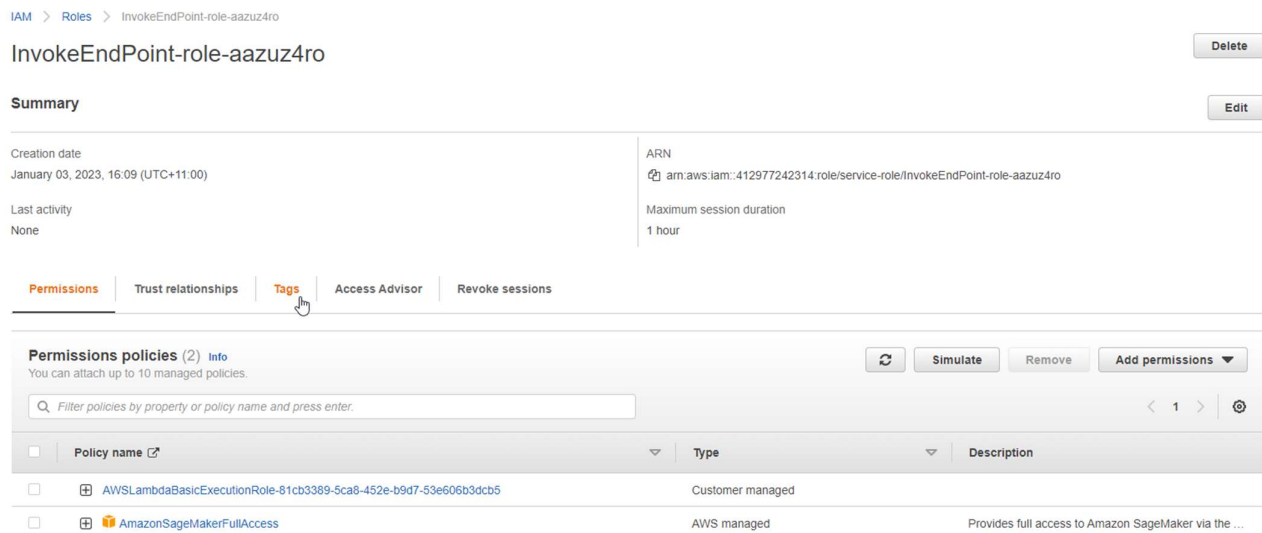 IAM > Roles > InvokeEndPoint-role-aazuz4ro
InvokeEndPoint-role-aazuz4ro
Delete
Summary
Edit
Creation date
January 03, 2023, 16:09 (UTC+11:00)
ARN
arn:aws:iam::412977242314:role/service-role/InvokeEndPoint-role-aazuz4ro
Last activity
None
Maximum session duration
1 hour
Permissions Trust relationships Tags Access Advisor Revoke sessions
Permissions policies (2) Info
You can attach up to 10 managed policies.
Simulate Remove Add permissions
Filter policies by property or policy name and press enter.
< 1 >
Policy name Type Description
AWSLambdaBasicExecutionRole-81cb3389-5ca8-452e-b9d7-53e606b3dcb5 Customer managed
AmazonSageMakerFullAccess AWS managed Provides full access to Amazon SageMaker via the ...